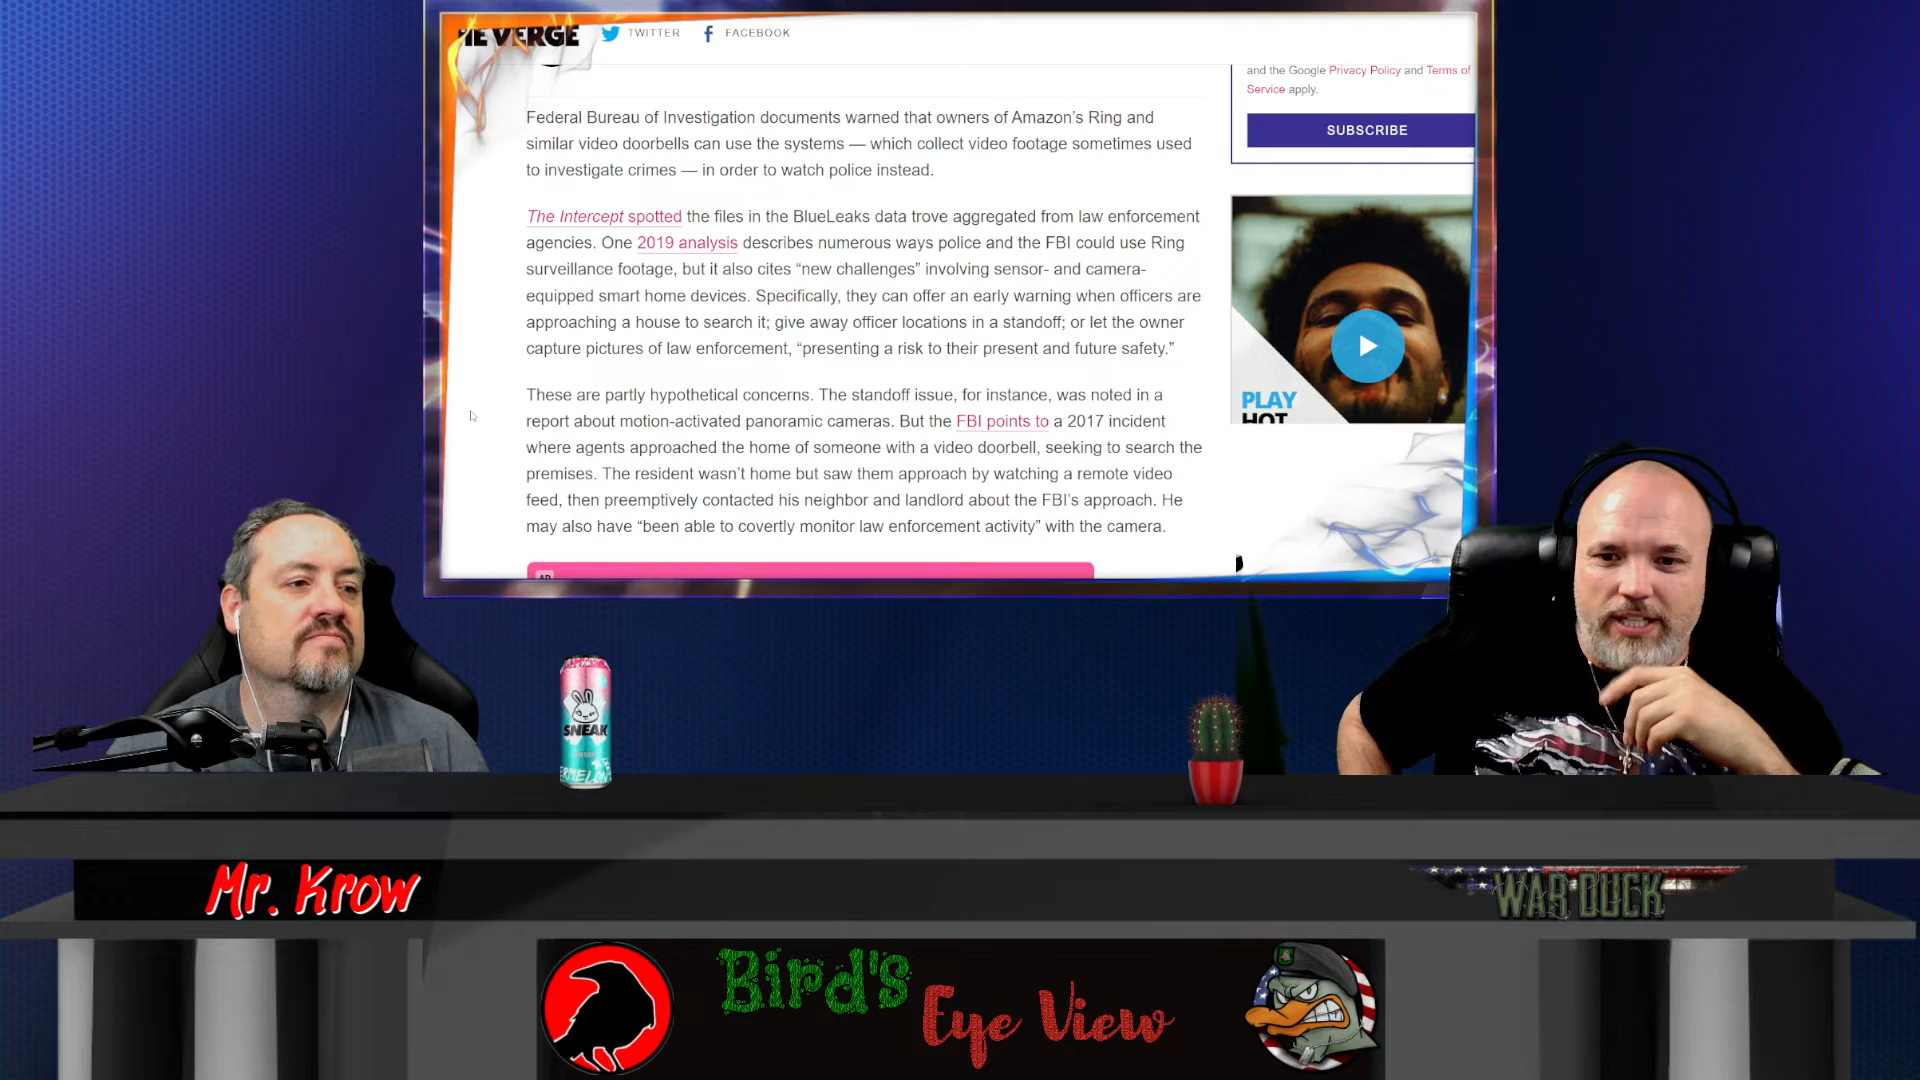 HE VERGE
TWITTER
FACEBOOK
and the Google Privacy Policy and Terms of
Service apply.
SUBSCRIBE
Federal Bureau of Investigation documents warned that owners of Amazon’s Ring and
similar video doorbells can use the systems — which collect video footage sometimes used
to investigate crimes — in order to watch police instead.
The Intercept spotted the files in the BlueLeaks data trove aggregated from law enforcement
agencies. One 2019 analysis describes numerous ways police and the FBI could use Ring
surveillance footage, but it also cites “new challenges” involving sensor- and camera-
equipped smart home devices. Specifically, they can offer an early warning when officers are
approaching a house to search it; give away officer locations in a standoff; or let the owner
capture pictures of law enforcement, “presenting a risk to their present and future safety.”
These are partly hypothetical concerns. The standoff issue, for instance, was noted in a
report about motion-activated panoramic cameras. But the FBI points to a 2017 incident
where agents approached the home of someone with a video doorbell, seeking to search the
premises. The resident wasn’t home but saw them approach by watching a remote video
feed, then preemptively contacted his neighbor and landlord about the FBI’s approach. He
may also have “been able to covertly monitor law enforcement activity” with the camera.
AD
PLAY
HOT
SNEAK
ERMELON
Mr. Krow
WAR DUCK
Bird's
Eye View